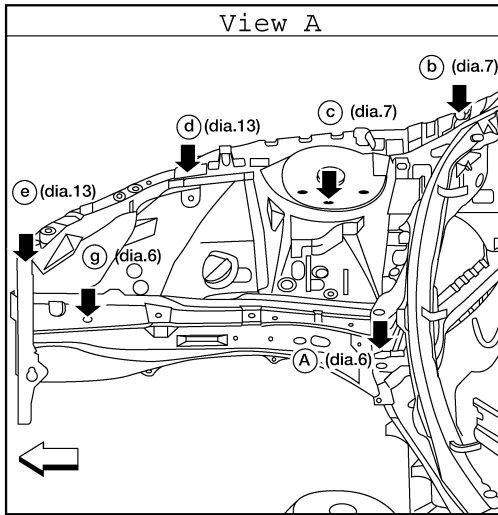 View A
b (dia.7)
c (dia.7)
d (dia.13)
e (dia.13)
g (dia.6)
A (dia.6)